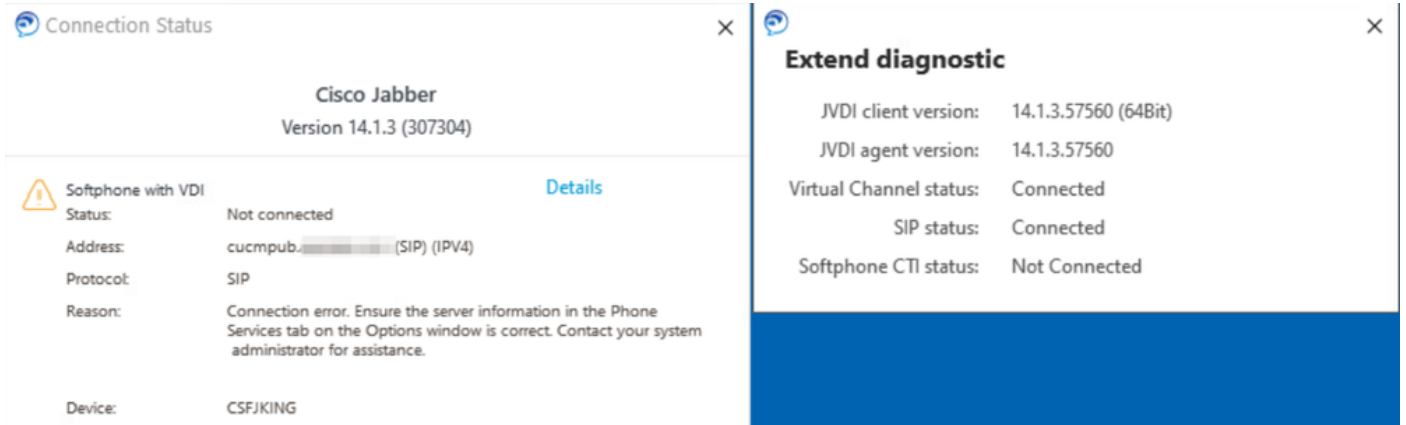 Connection Status
Cisco Jabber
Version 14.1.3 (307304)
Softphone with VDI
Details
Status: Not connected
Address: cucmpub. (SIP) (IPV4)
Protocol: SIP
Reason: Connection error. Ensure the server information in the Phone
Services tab on the Options window is correct. Contact your system
administrator for assistance.
Device: CSFJKING
Extend diagnostic
JVDI client version: 14.1.3.57560 (64Bit)
JVDI agent version: 14.1.3.57560
Virtual Channel status: Connected
SIP status: Connected
Softphone CTI status: Not Connected